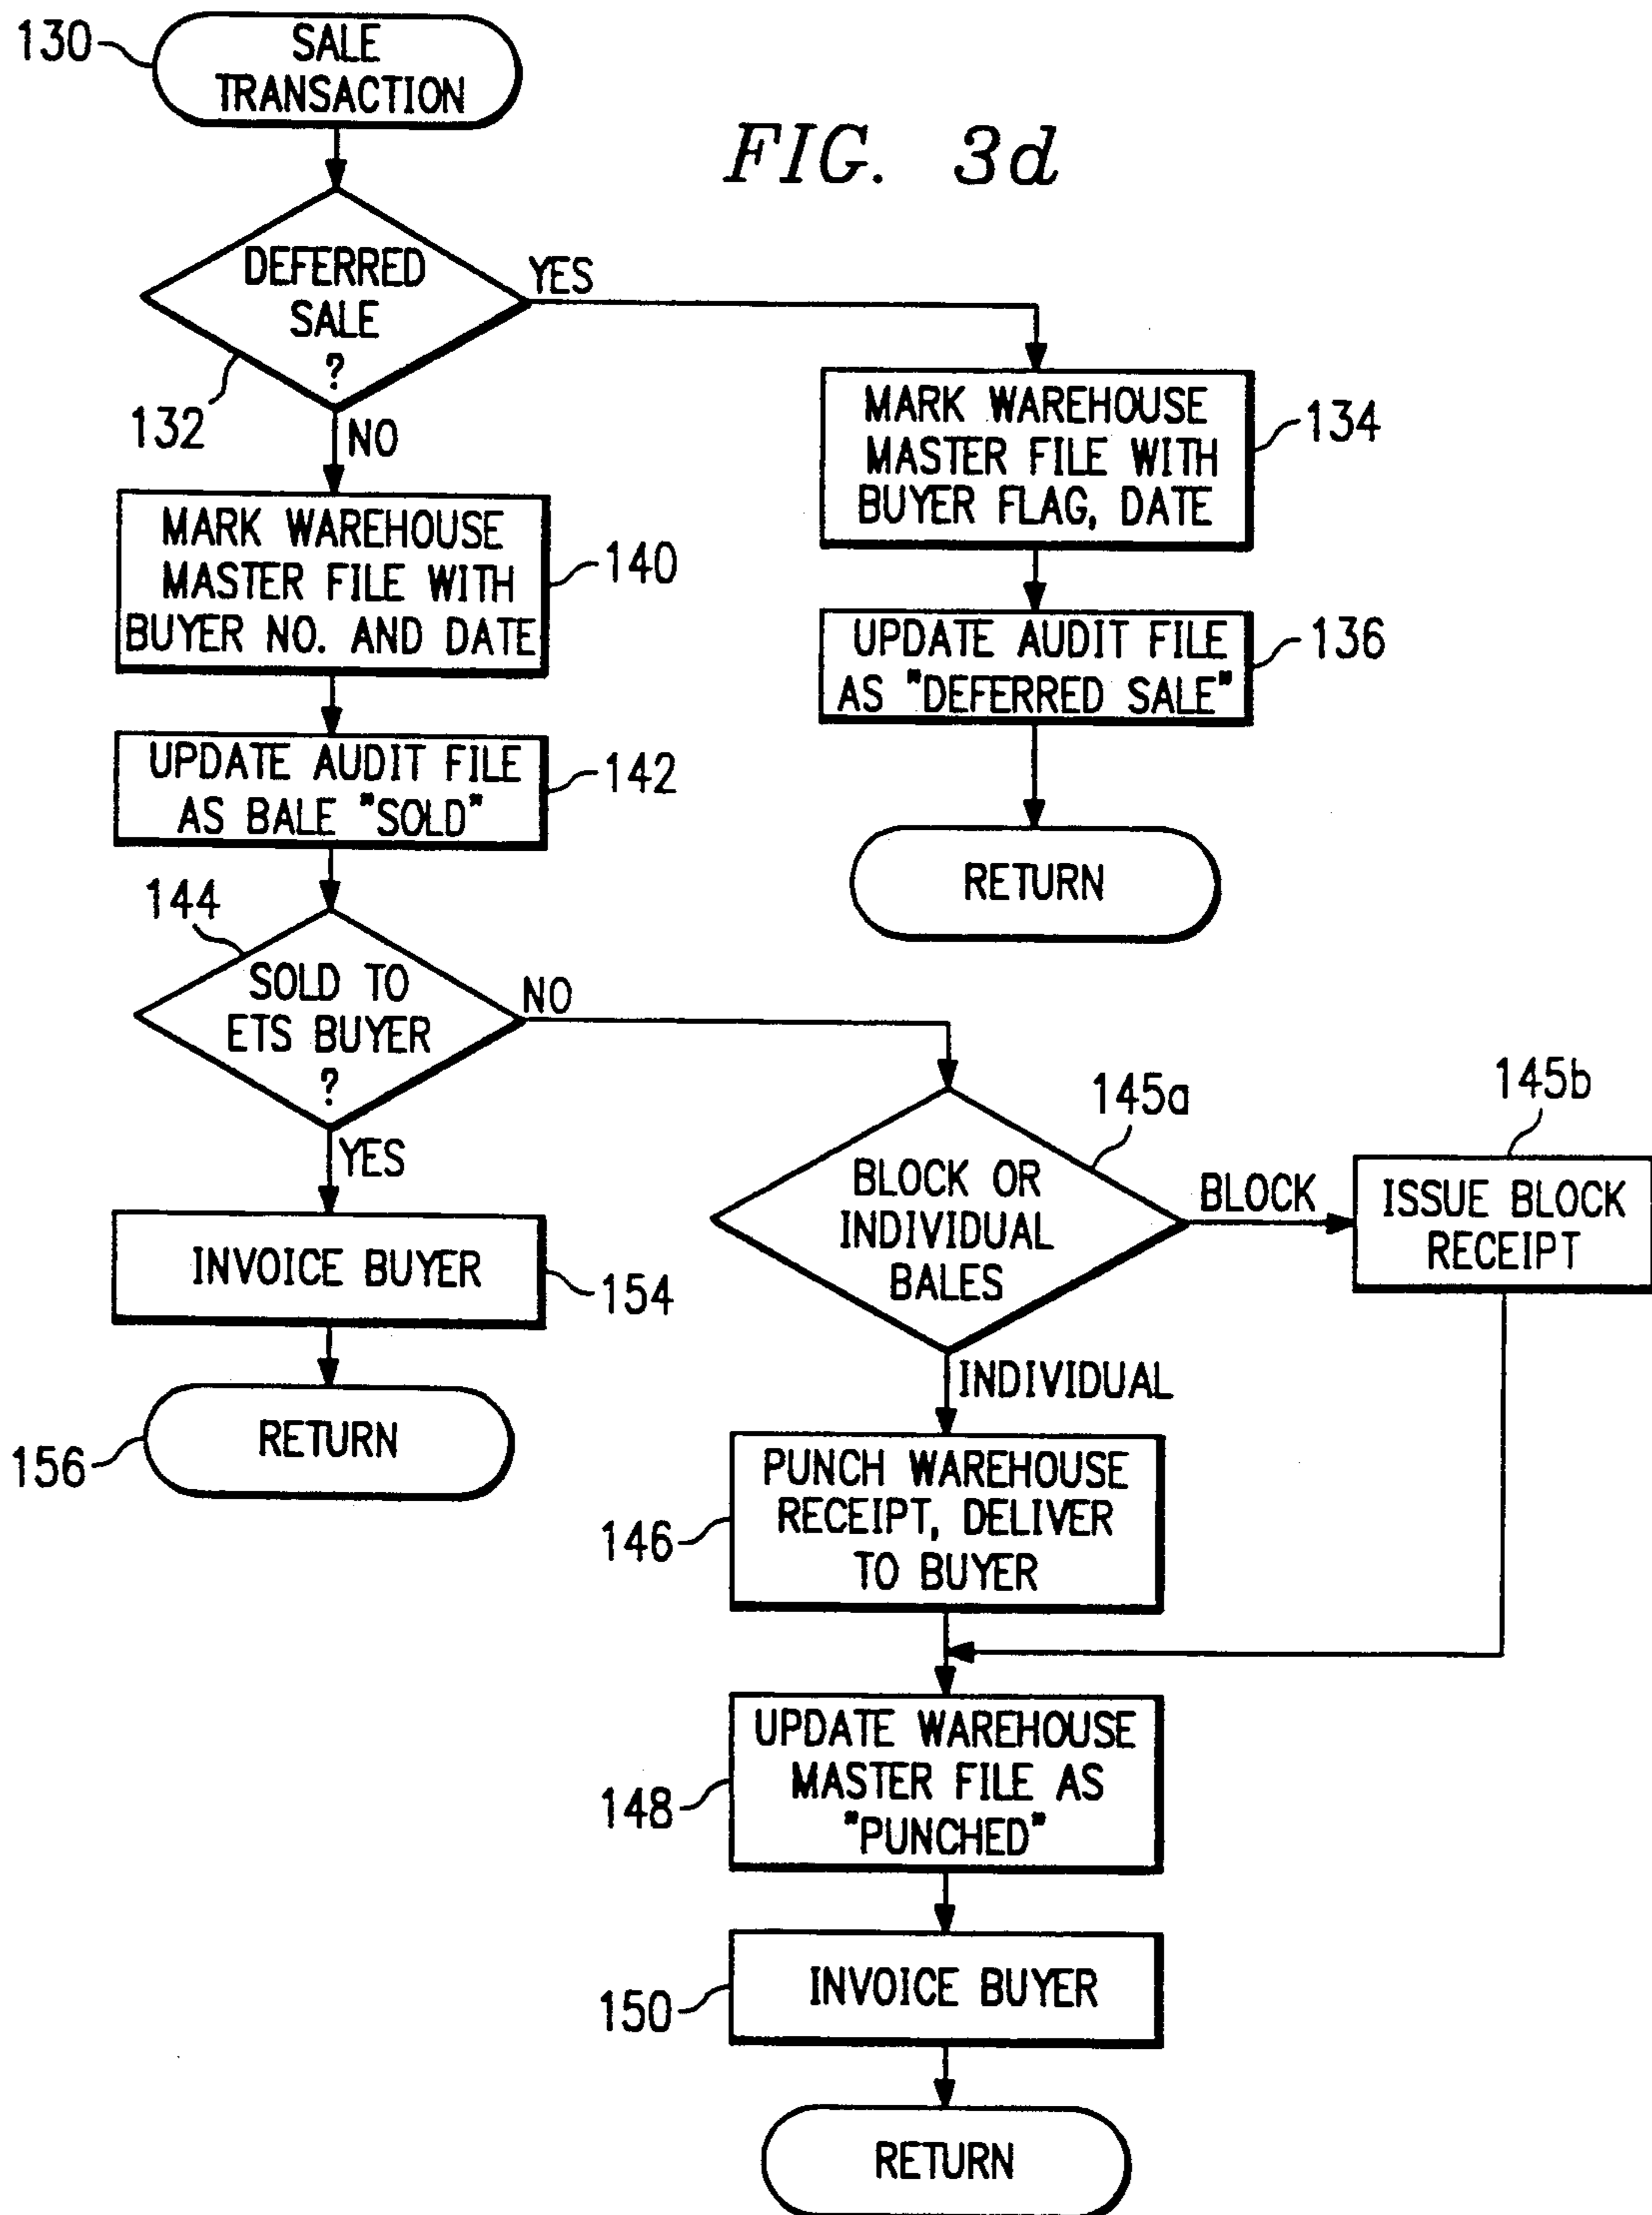 130
SALE
TRANSACTION
FIG. 3d
DEFERRED
SALE
?
YES
132
NO
MARK WAREHOUSE
MASTER FILE WITH
BUYER FLAG, DATE
134
MARK WAREHOUSE
MASTER FILE WITH
BUYER NO. AND DATE
140
UPDATE AUDIT FILE
AS "DEFERRED SALE"
136
UPDATE AUDIT FILE
AS BALE "SOLD"
142
RETURN
144
SOLD TO
ETS BUYER
?
NO
YES
145a
145b
BLOCK OR
INDIVIDUAL
BALES
BLOCK
ISSUE BLOCK
RECEIPT
INVOICE BUYER
154
INDIVIDUAL
RETURN
156
PUNCH WAREHOUSE
RECEIPT, DELIVER
TO BUYER
146
UPDATE WAREHOUSE
MASTER FILE AS
"PUNCHED"
148
INVOICE BUYER
150
RETURN